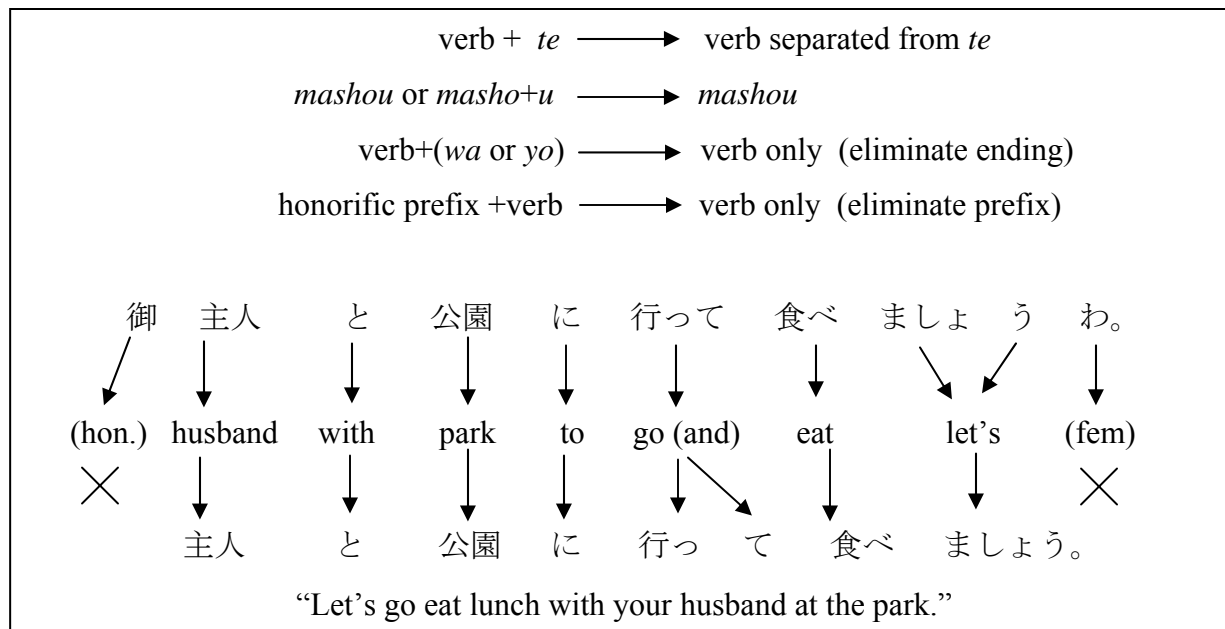 verb + te → verb separated from te
mashou or masho+u → mashou
verb+(wa or yo) → verb only (eliminate ending)
honorific prefix +verb → verb only (eliminate prefix)
御 主人 と 公園 に 行って 食べ ましょ う わ。
(hon.) husband with park to go (and) eat let's (fem)
主人 と 公園 に 行っ て 食べ ましょう。
“Let's go eat lunch with your husband at the park.”